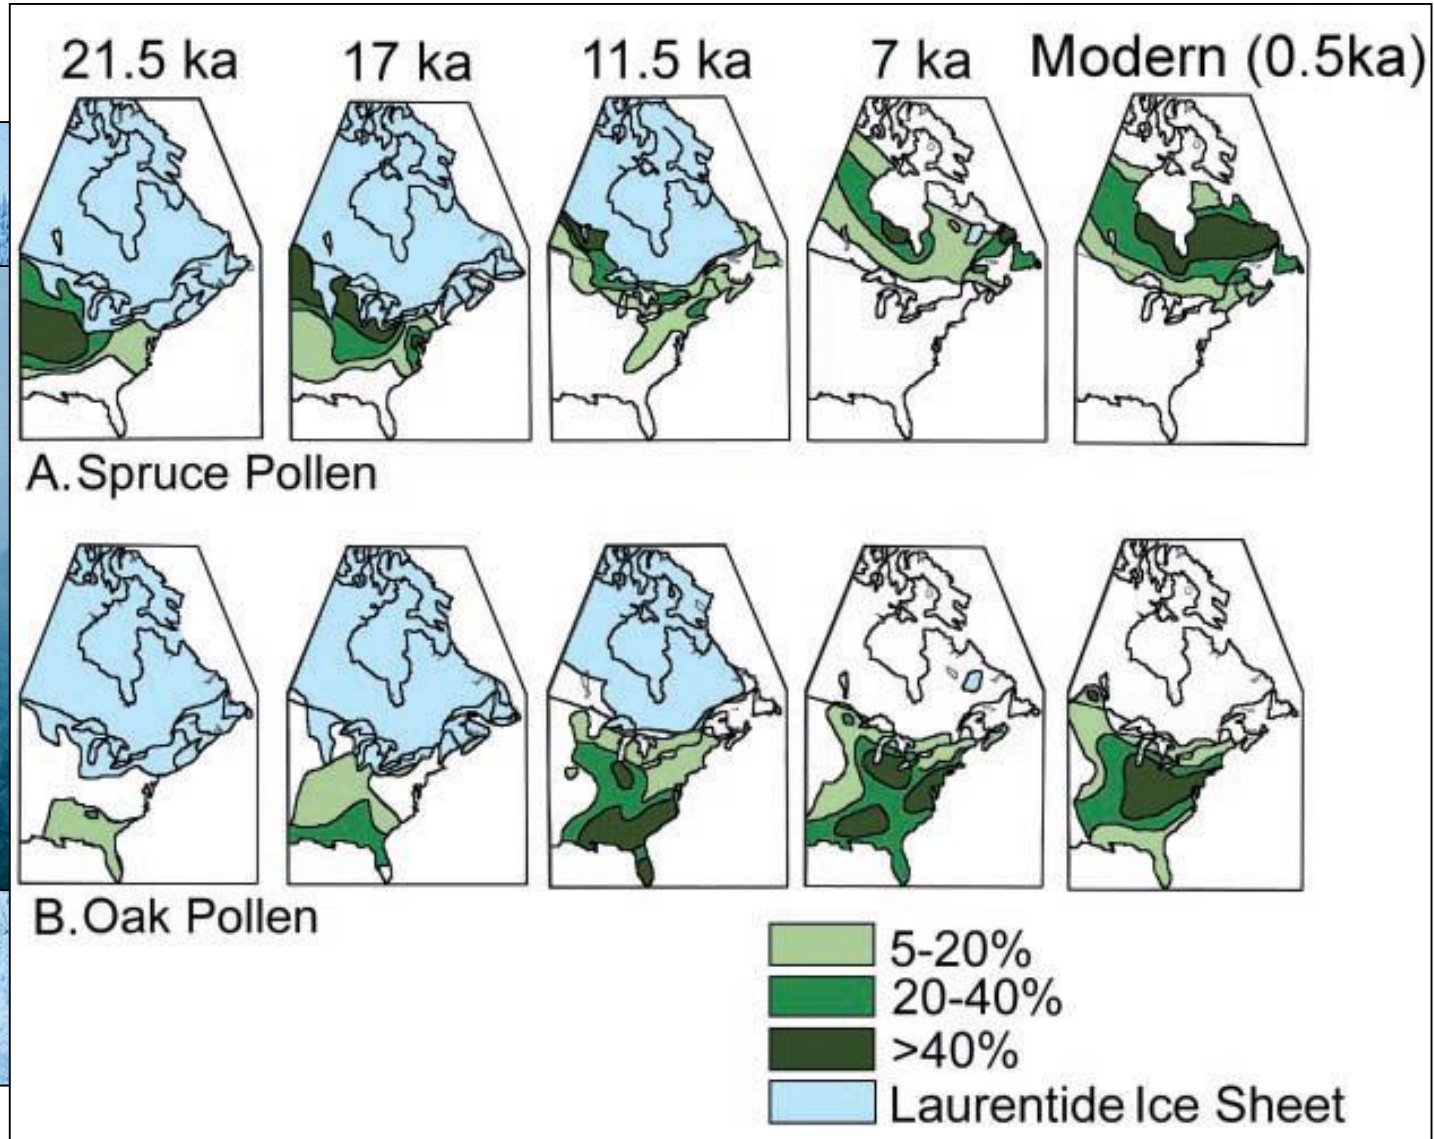 21.5 ka 17 ka 11.5 ka 7 ka Modern (0.5ka)
A. Spruce Pollen
B. Oak Pollen
5-20%
20-40%
>40%
Laurentide Ice Sheet